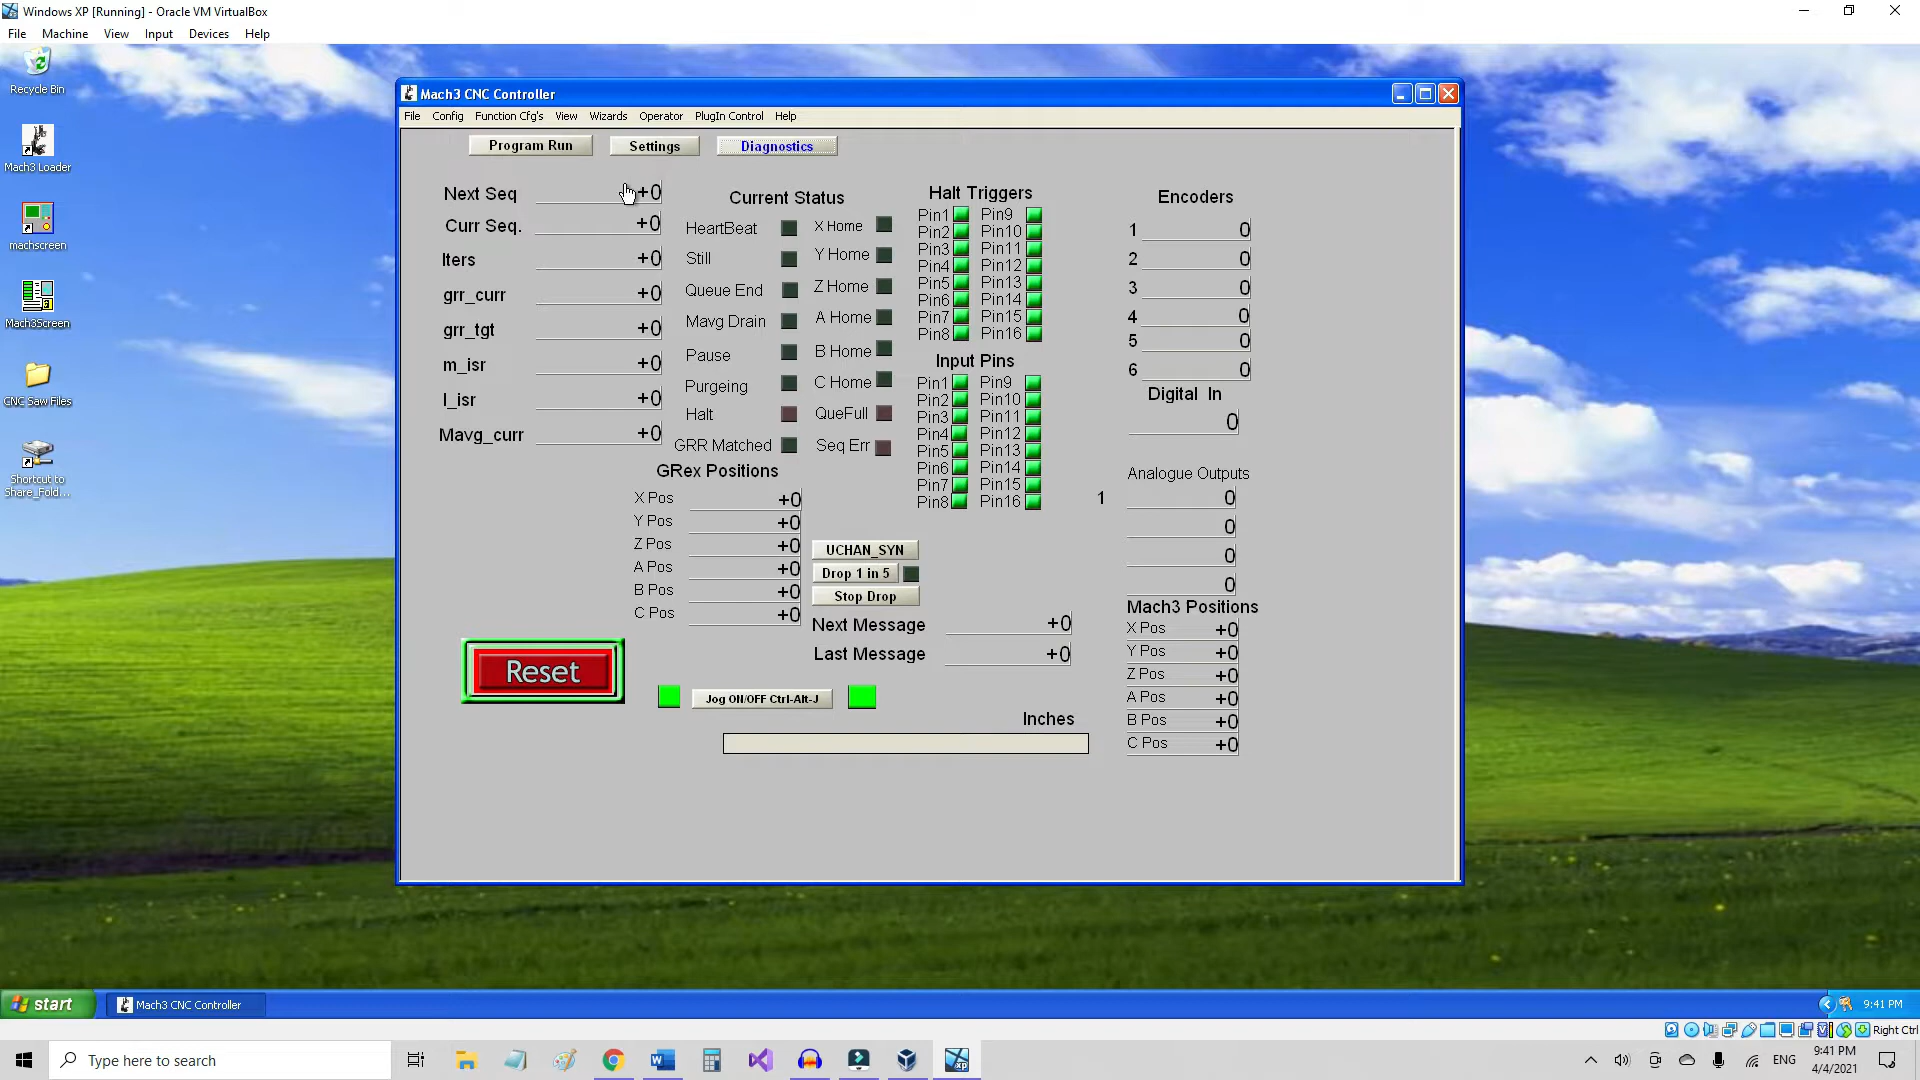 Windows XP [Running] - Oracle VM VirtualBox
File Machine View Input Devices Help
Recycle Bin
Mach3 Loader
machscreen
Mach3Screen
CNC Saw Files
Shortcut to
Share_Fold...
Mach3 CNC Controller
File Config Function Cfg's View Wizards Operator PlugIn Control Help
Program Run Settings Diagnostics
Next Seq +0
Curr Seq. +0
Iters +0
grr_curr +0
grr_tgt +0
m_isr +0
l_isr +0
Mavg_curr +0
Current Status
HeartBeat X Home
Still Y Home
Queue End Z Home
Mavg Drain A Home
Pause B Home
Purgeing C Home
Halt QueFull
GRR Matched Seq Err
Halt Triggers
Pin1 Pin9
Pin2 Pin10
Pin3 Pin11
Pin4 Pin12
Pin5 Pin13
Pin6 Pin14
Pin7 Pin15
Pin8 Pin16
Input Pins
Pin1 Pin9
Pin2 Pin10
Pin3 Pin11
Pin4 Pin12
Pin5 Pin13
Pin6 Pin14
Pin7 Pin15
Pin8 Pin16
Encoders
1 0
2 0
3 0
4 0
5 0
6 0
Digital In
0
Analogue Outputs
1 0
0
0
0
GRex Positions
X Pos +0
Y Pos +0
Z Pos +0
A Pos +0
B Pos +0
C Pos +0
UCHAN_SYN
Drop 1 in 5
Stop Drop
Next Message +0
Last Message +0
Mach3 Positions
X Pos +0
Y Pos +0
Z Pos +0
A Pos +0
B Pos +0
C Pos +0
Reset
Jog ON/OFF Ctrl-Alt-J
Inches
start Mach3 CNC Controller 9:41 PM
Right Ctrl
Type here to search
xp
ENG
9:41 PM
4/4/2021